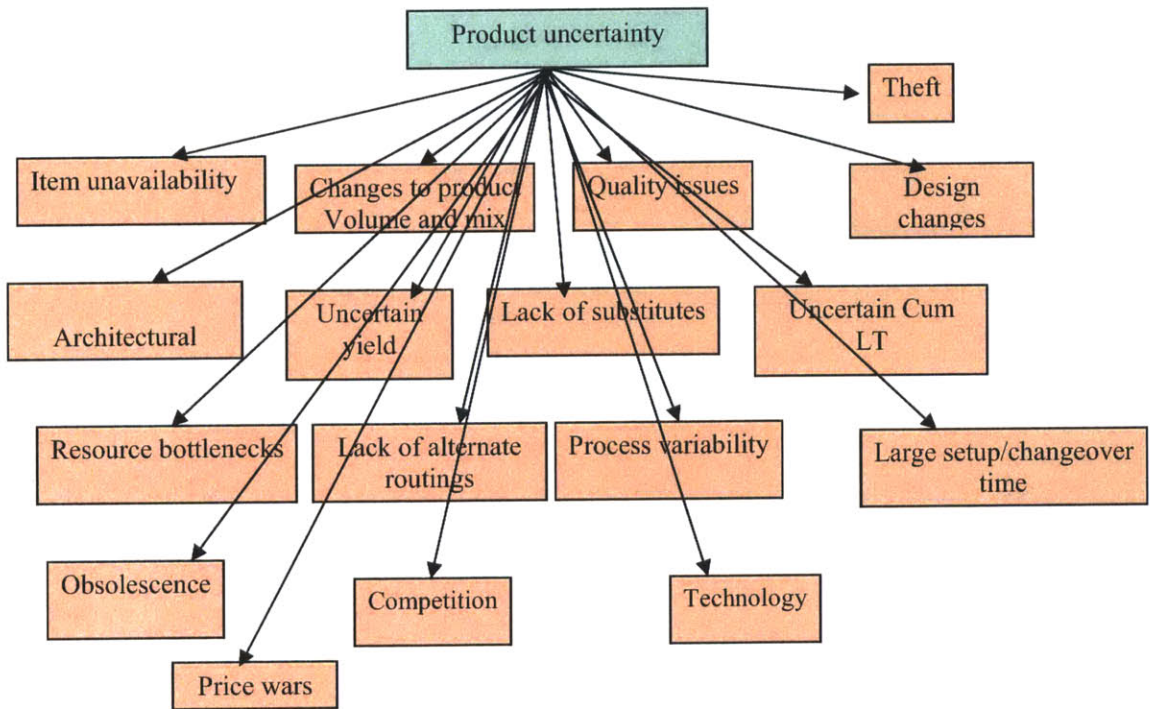 Product uncertainty
Theft
Item unavailability
Changes to product
Volume and mix
Quality issues
Design
changes
Architectural
Uncertain
yield
Lack of substitutes
Uncertain Cum
LT
Resource bottlenecks
Lack of alternate
routings
Process variability
Large setup/changeover
time
Obsolescence
Competition
Technology
Price wars